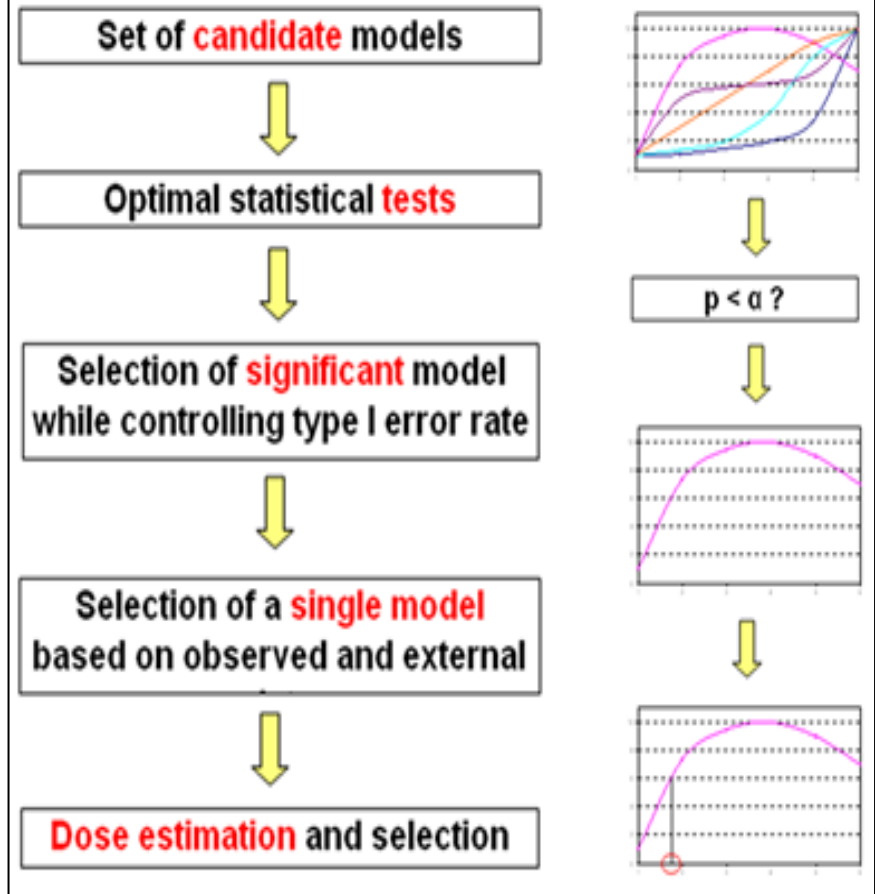 Set of candidate models
Optimal statistical tests
Selection of significant model
while controlling type I error rate
Selection of a single model
based on observed and external
Dose estimation and selection
p < α ?